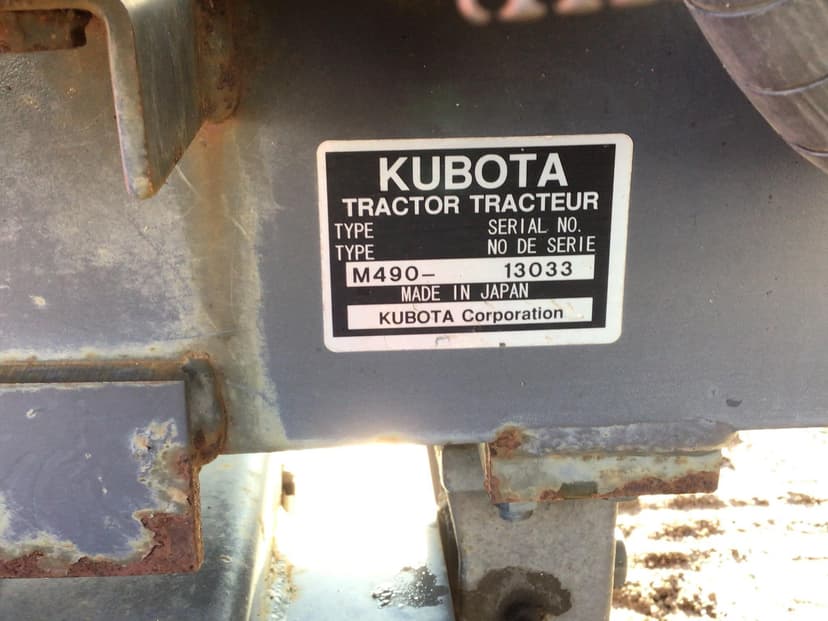 KUBOTA
TRACTOR TRACTEUR
TYPE SERIAL NO.
TYPE NO DE SERIE
M490- 13033
MADE IN JAPAN
KUBOTA Corporation